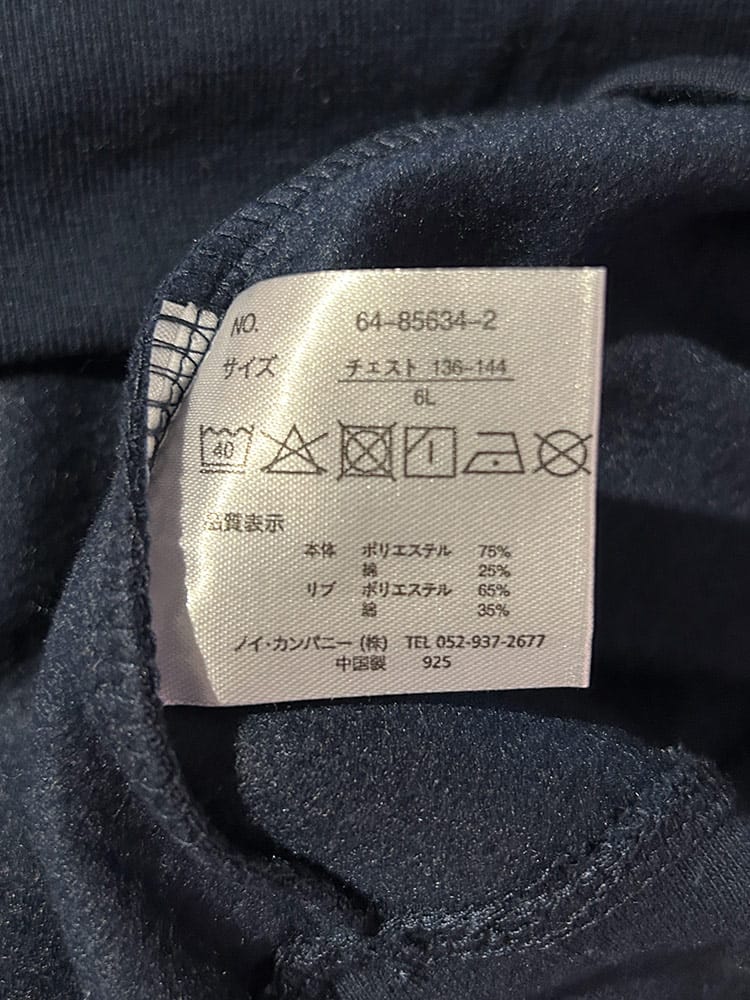 NO. 64-85634-2
サイズ チェスト 136-144
6L
40
品質表示
本体 ポリエステル 75%
綿 25%
リブ ポリエステル 65%
綿 35%
ノイ・カンパニー (株) TEL 052-937-2677
中国製 925